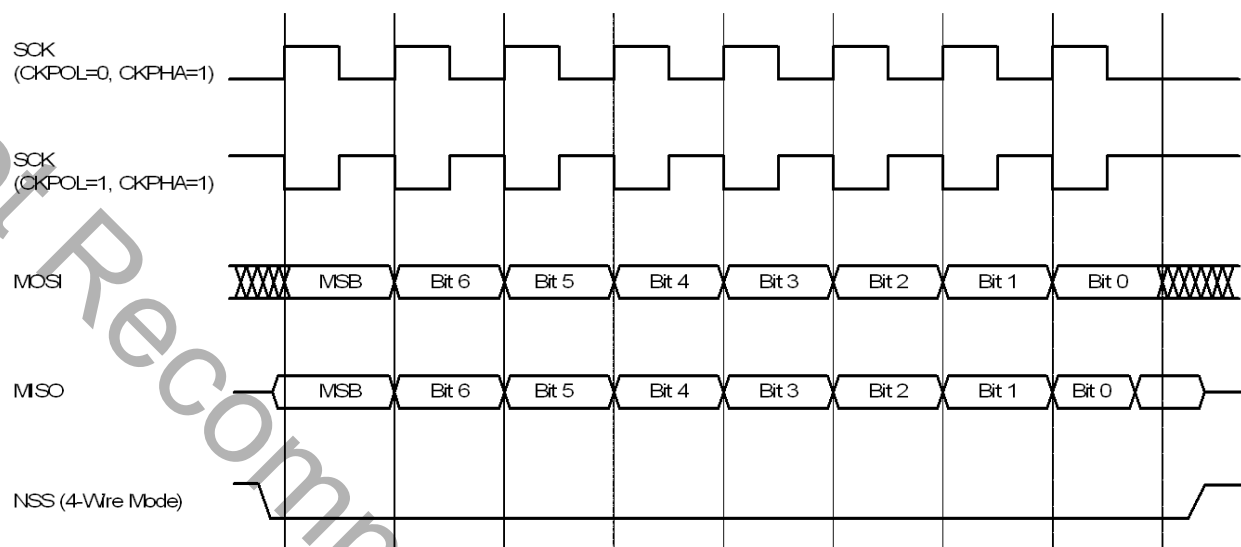 SCK
(CKPOL=0, CKPHA=1)
SCK
(CKPOL=1, CKPHA=1)
MOSI
MSB Bit 6 Bit 5 Bit 4 Bit 3 Bit 2 Bit 1 Bit 0
MISO
MSB Bit 6 Bit 5 Bit 4 Bit 3 Bit 2 Bit 1 Bit 0
NSS (4-Wire Mode)
Recomm